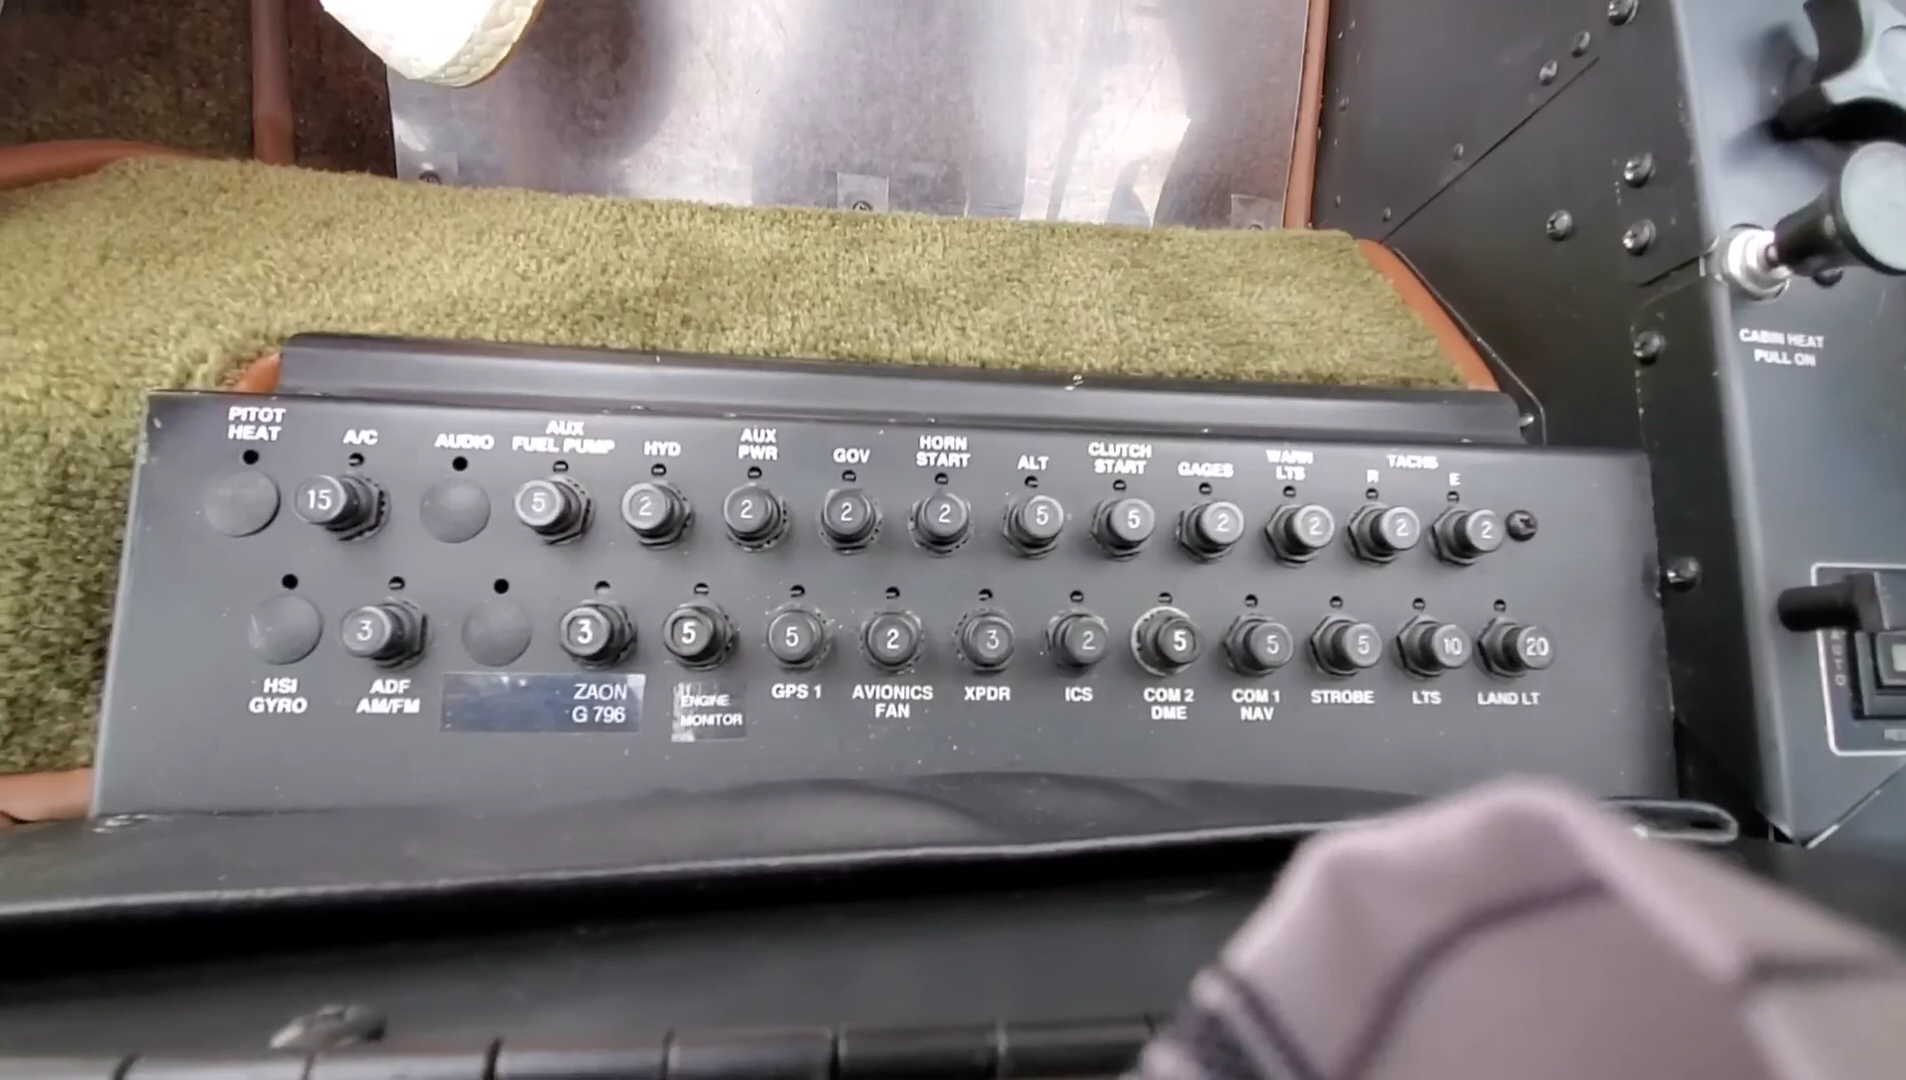 PITOT
HEAT
A/C
AUDIO
AUX
FUEL PUMP
HYD
AUX
PWR
GOV
HORN
START
ALT
CLUTCH
START
GAGES
WARN
LTS
TACHS
R
E
15
5
2
2
2
2
5
5
2
2
2
2
3
3
5
5
2
3
2
5
5
5
10
20
HSI
GYRO
ADF
AM/FM
ZAON
G 796
ENGINE
MONITOR
GPS 1
AVIONICS
FAN
XPDR
ICS
COM 2
DME
COM 1
NAV
STROBE
LTS
LAND LT
CABIN HEAT
PULL ON